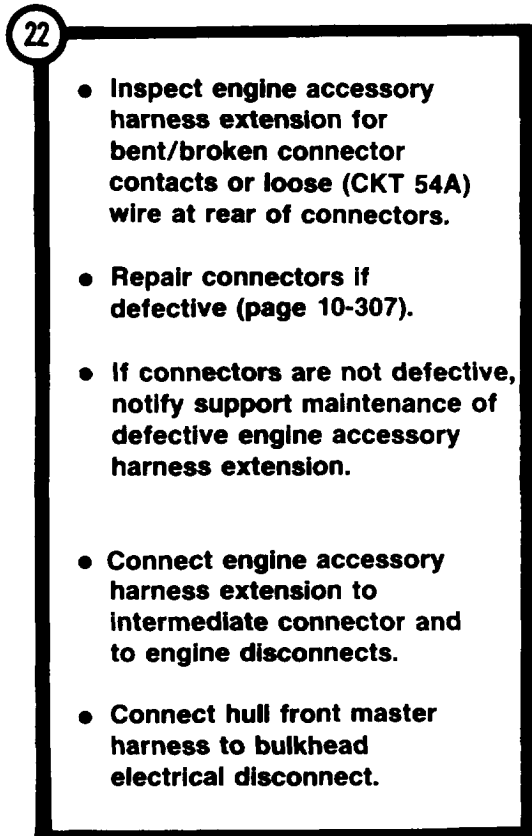 22
● Inspect engine accessory
harness extension for
bent/broken connector
contacts or loose (CKT 54A)
wire at rear of connectors.
● Repair connectors if
defective (page 10-307).
● If connectors are not defective,
notify support maintenance of
defective engine accessory
harness extension.
● Connect engine accessory
harness extension to
intermediate connector and
to engine disconnects.
● Connect hull front master
harness to bulkhead
electrical disconnect.